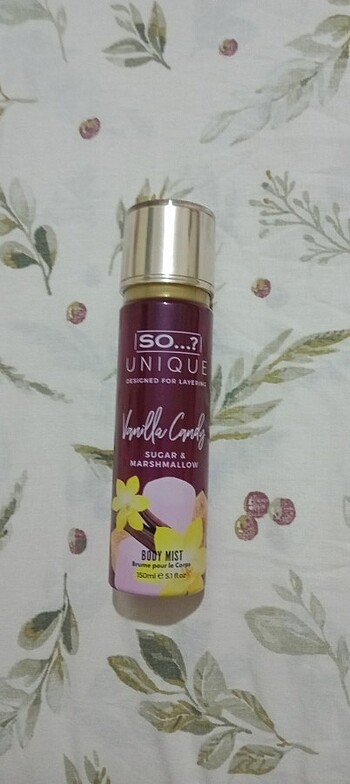 SO...?
UNIQUE
DESIGNED FOR LAYERING
Vanilla Candy
SUGAR &
MARSHMALLOW
BODY MIST
Brume pour le Corps
150ml e 5.1 fl oz